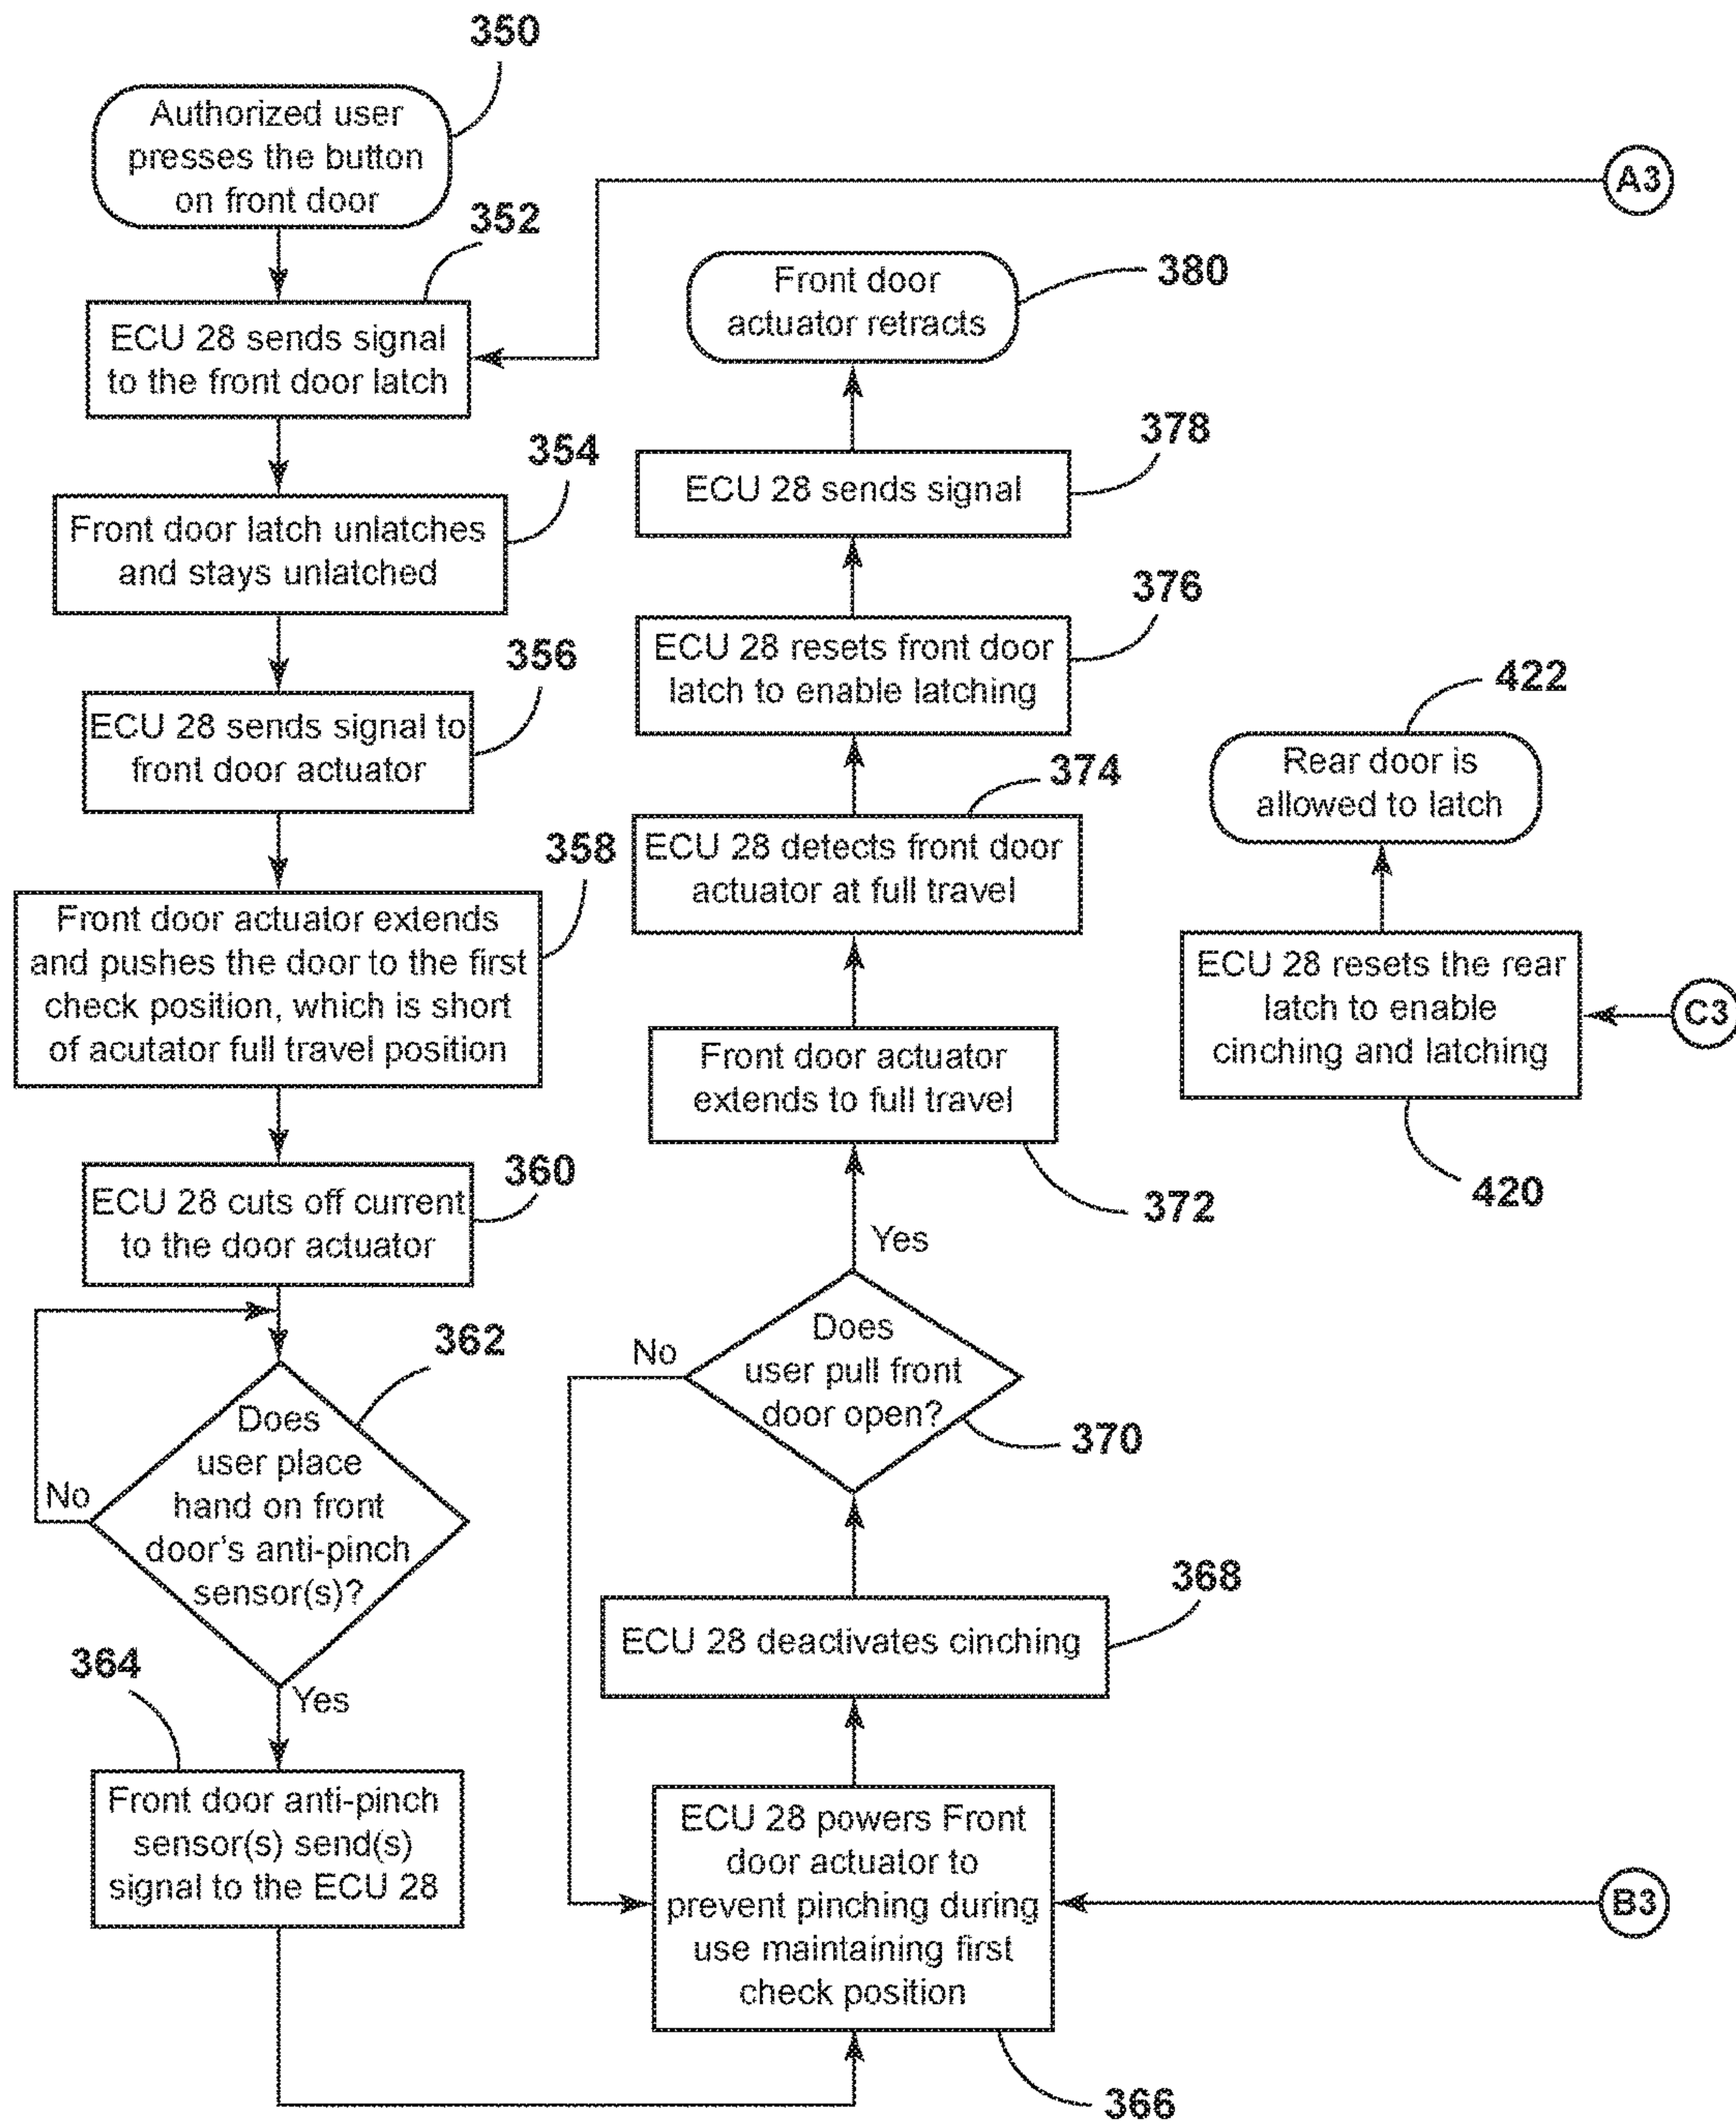 350
Authorized user
presses the button
on front door
352
ECU 28 sends signal
to the front door latch
354
Front door latch unlatches
and stays unlatched
356
ECU 28 sends signal to
front door actuator
358
Front door actuator extends
and pushes the door to the first
check position, which is short
of acutator full travel position
360
ECU 28 cuts off current
to the door actuator
362
Does
user place
hand on front
door's anti-pinch
sensor(s)?
No
Yes
364
Front door anti-pinch
sensor(s) send(s)
signal to the ECU 28
A3
Front door
actuator retracts
380
378
ECU 28 sends signal
376
ECU 28 resets front door
latch to enable latching
374
ECU 28 detects front door
actuator at full travel
Front door actuator
extends to full travel
372
Yes
No
Does
user pull front
door open?
370
368
ECU 28 deactivates cinching
ECU 28 powers Front
door actuator to
prevent pinching during
use maintaining first
check position
366
B3
422
Rear door is
allowed to latch
ECU 28 resets the rear
latch to enable
cinching and latching
C3
420